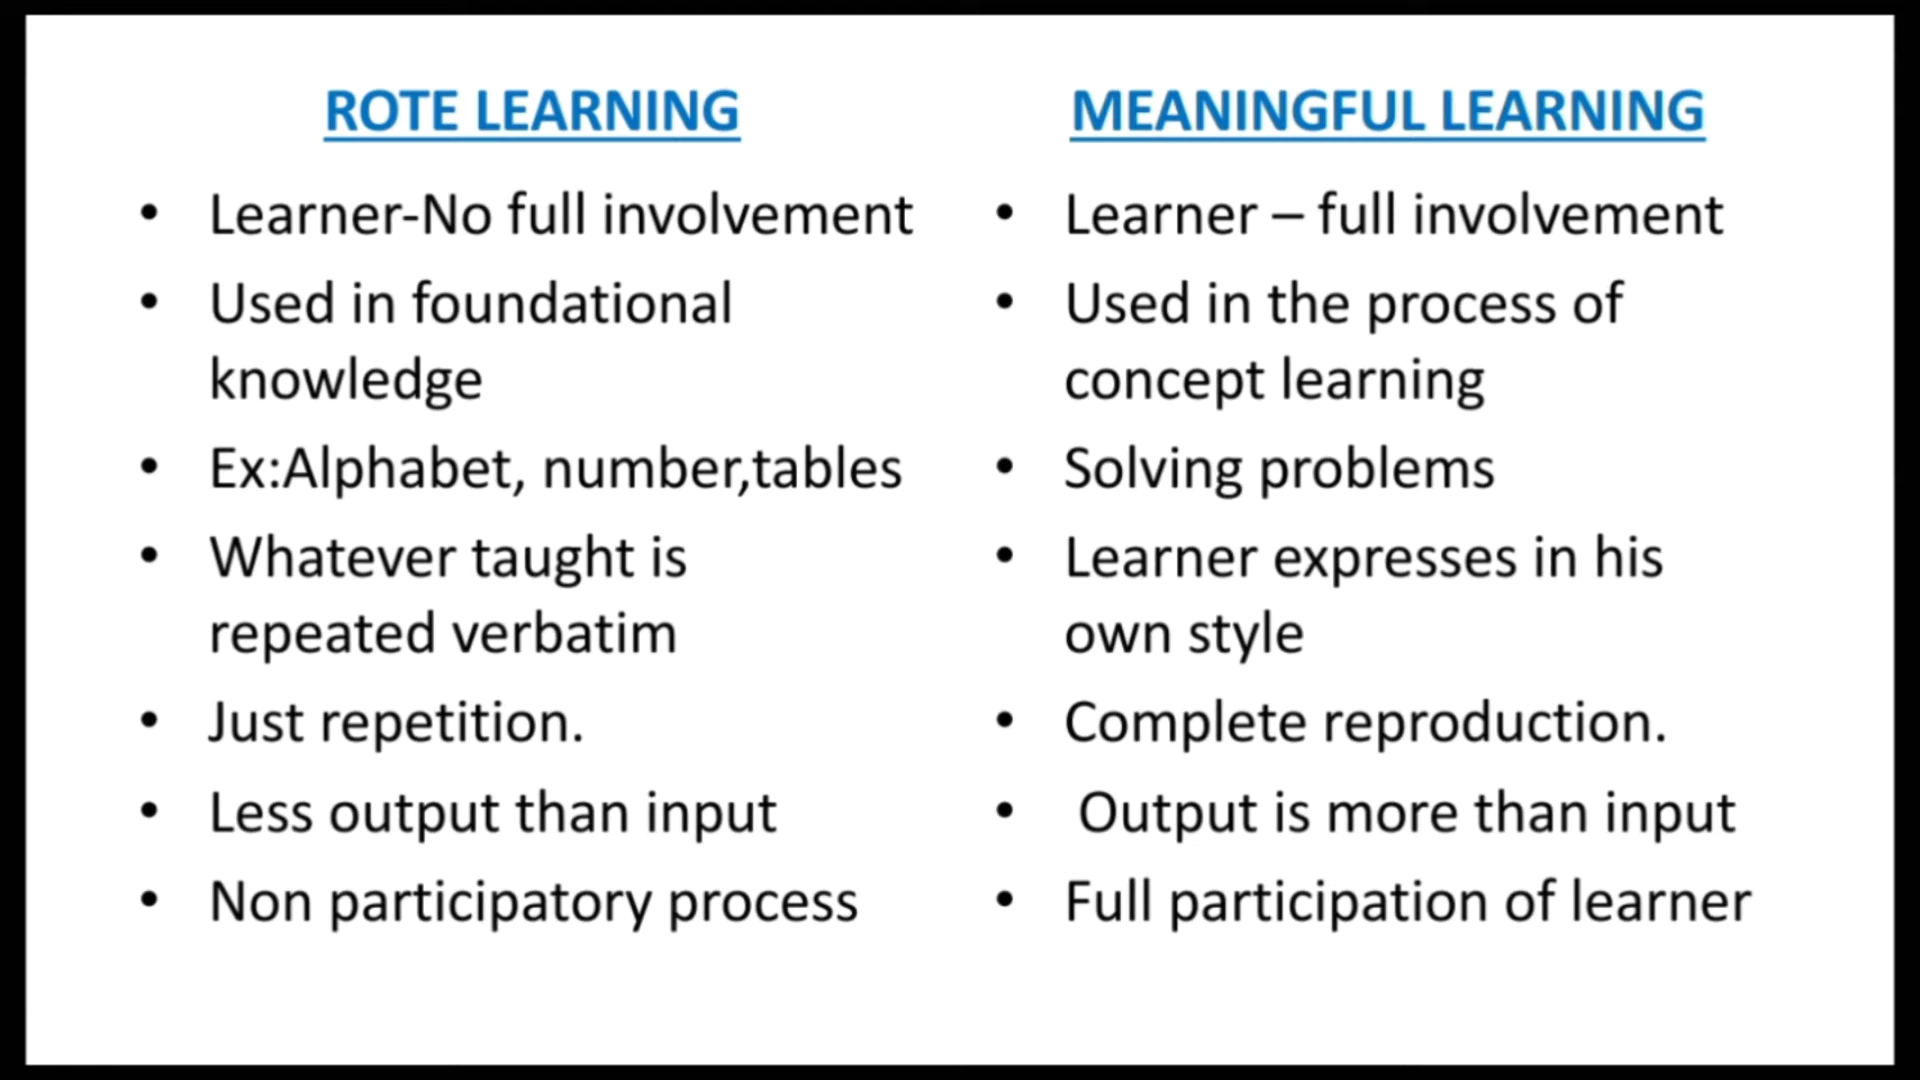 ROTE LEARNING
• Learner-No full involvement
• Used in foundational
knowledge
• Ex:Alphabet, number,tables
• Whatever taught is
repeated verbatim
• Just repetition.
• Less output than input
• Non participatory process
MEANINGFUL LEARNING
• Learner – full involvement
• Used in the process of
concept learning
• Solving problems
• Learner expresses in his
own style
• Complete reproduction.
• Output is more than input
• Full participation of learner